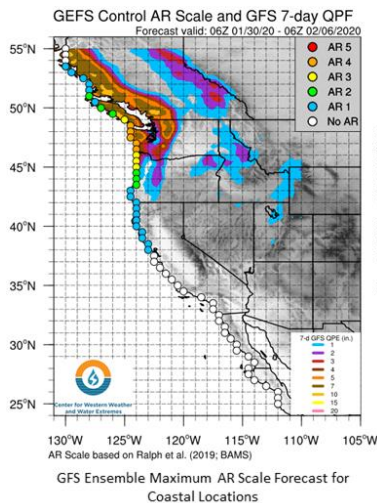 GEFS Control AR Scale and GFS 7-day QPF
Forecast valid: 06Z 01/30/20 - 06Z 02/06/2020
55°N
50°N
45°N
40°N
35°N
30°N
25°N
AR 5
AR 4
AR 3
AR 2
AR 1
No AR
7-d GFS QPE (in.)
1
2
3
4
5
7
10
15
20
Center for Western Weather
and Water Extremes
130°W 125°W 120°W 115°W 110°W 105°W
AR Scale based on Ralph et al. (2019; BAMS)
GFS Ensemble Maximum AR Scale Forecast for
Coastal Locations